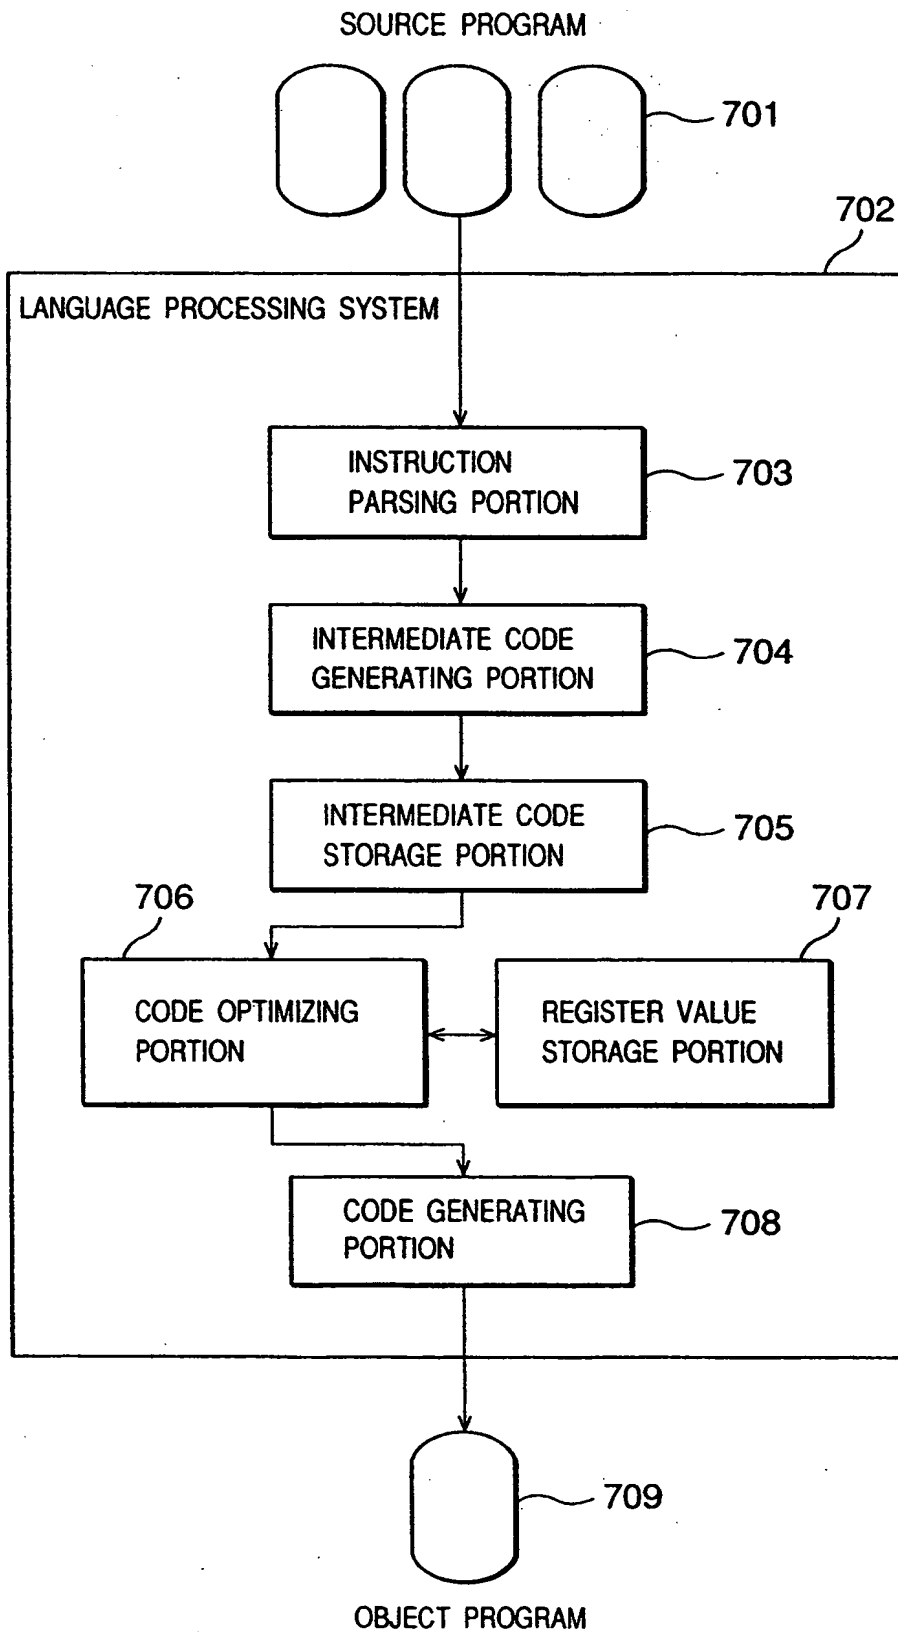 SOURCE PROGRAM
701
702
LANGUAGE PROCESSING SYSTEM
INSTRUCTION
PARSING PORTION
703
INTERMEDIATE CODE
GENERATING PORTION
704
INTERMEDIATE CODE
STORAGE PORTION
705
706
707
CODE OPTIMIZING
PORTION
REGISTER VALUE
STORAGE PORTION
CODE GENERATING
PORTION
708
709
OBJECT PROGRAM